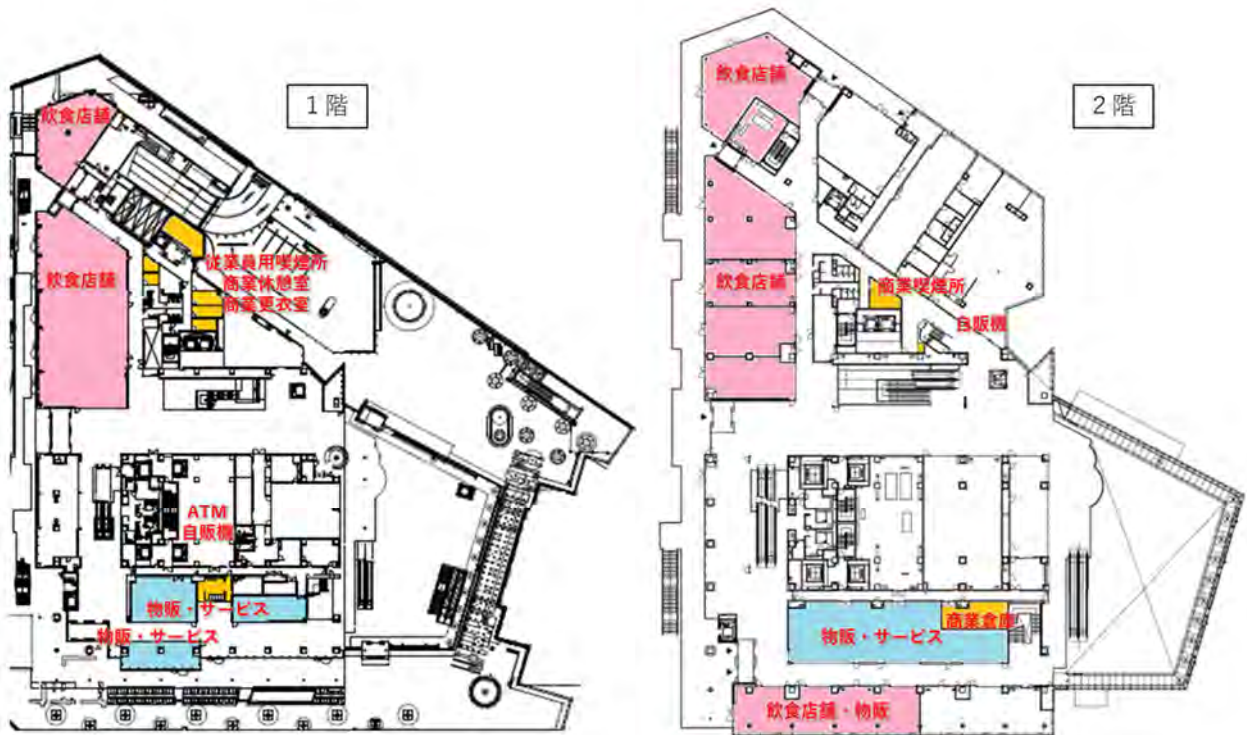 1階
飲食店舗
飲食店舗
従業員用喫煙所
商業休憩室
商業更衣室
ATM
自販機
物販・サービス
物販・サービス
2階
飲食店舗
飲食店舗
商業喫煙所
自販機
商業倉庫
物販・サービス
飲食店舗・物販